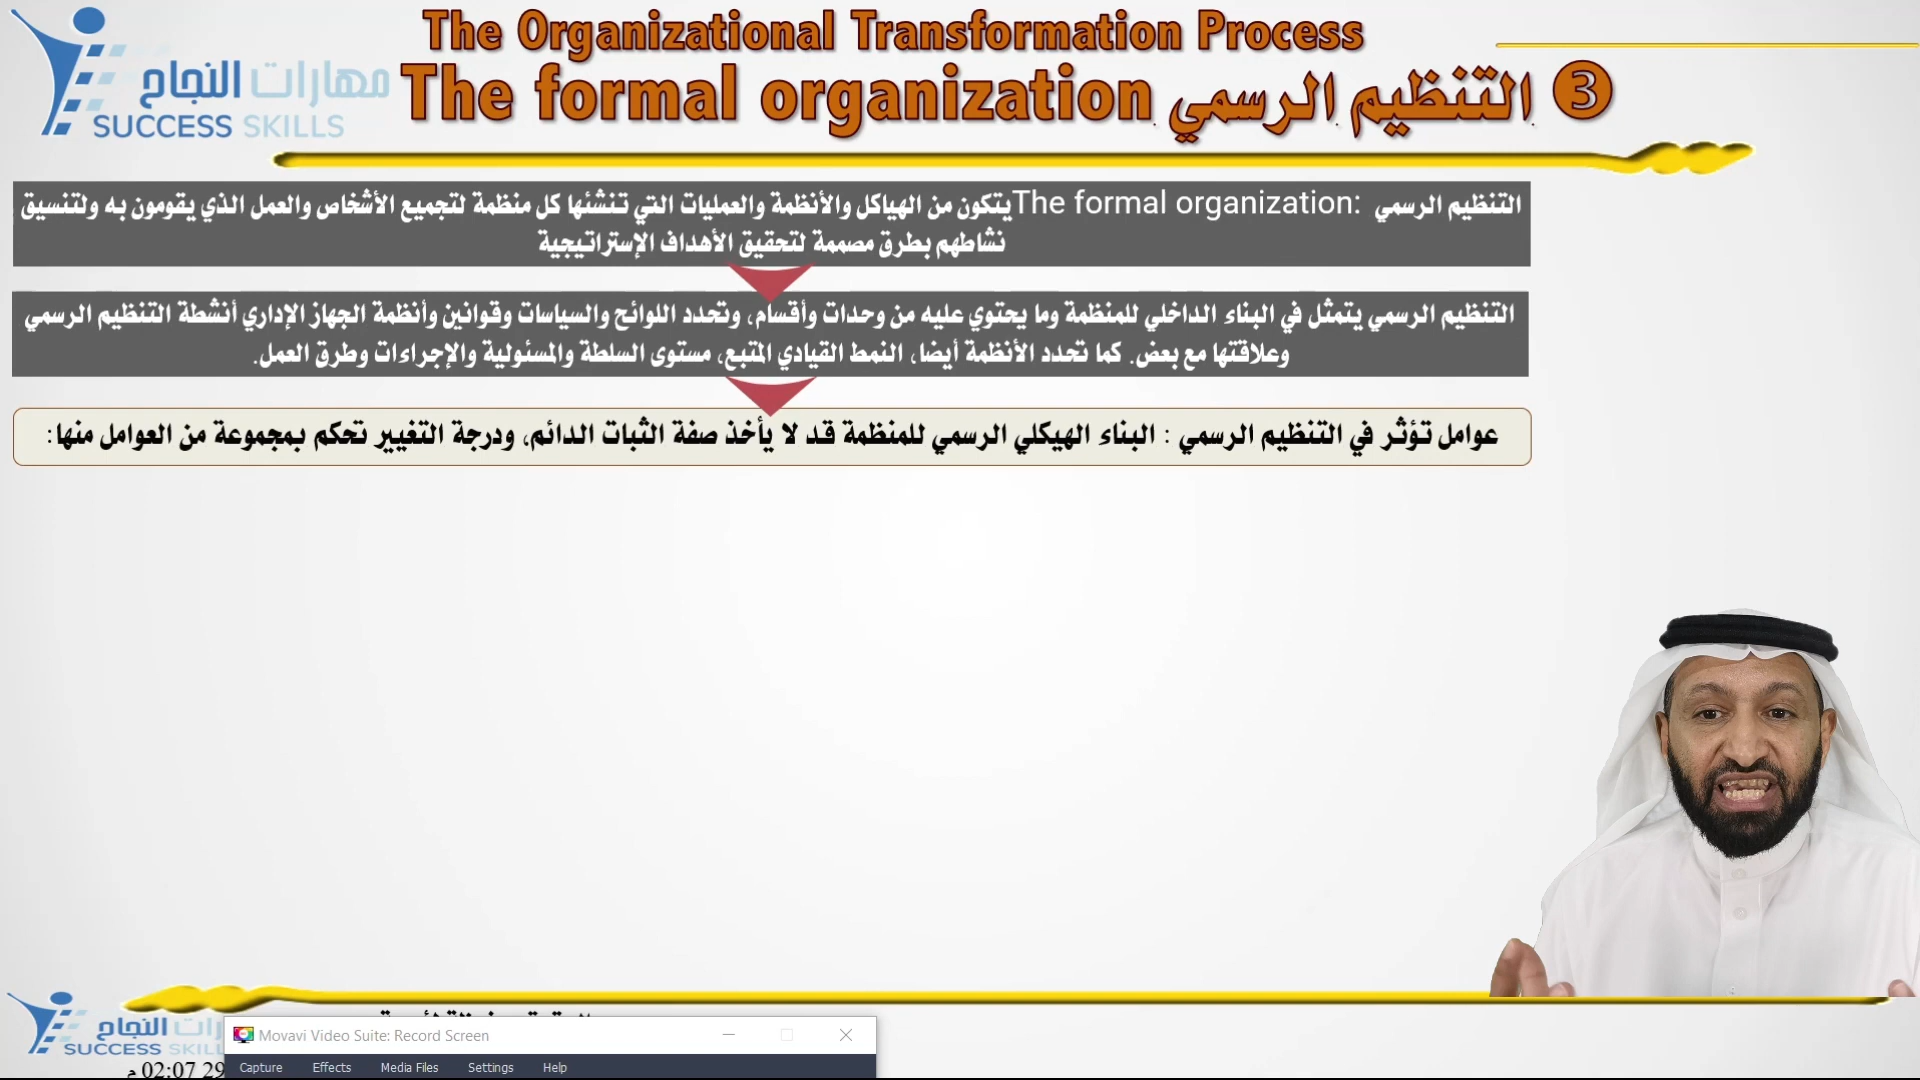 The Organizational Transformation Process
❸ التنظيم الرسمي The formal organization
مهارات النجاح
SUCCESS SKILLS
التنظيم الرسمي The formal organization: يتكون من الهياكل والأنظمة والعمليات التي تنشئها كل منظمة لتجميع الأشخاص والعمل الذي يقومون به ولتنسيق
نشاطهم بطرق مصممة لتحقيق الأهداف الإستراتيجية
التنظيم الرسمي يتمثل في البناء الداخلي للمنظمة وما يحتوي عليه من وحدات وأقسام، وتحدد اللوائح والسياسات وقوانين وأنظمة الجهاز الإداري أنشطة التنظيم الرسمي
وعلاقتها مع بعض. كما تحدد الأنظمة أيضا، النمط القيادي المتبع، مستوى السلطة والمسئولية والإجراءات وطرق العمل.
عوامل تؤثر في التنظيم الرسمي : البناء الهيكلي الرسمي للمنظمة قد لا يأخذ صفة الثبات الدائم، ودرجة التغيير تحكم بمجموعة من العوامل منها:
النجاح
SUCCESS SKILL
02:07 29
Movavi Video Suite: Record Screen
Capture Effects Media Files Settings Help